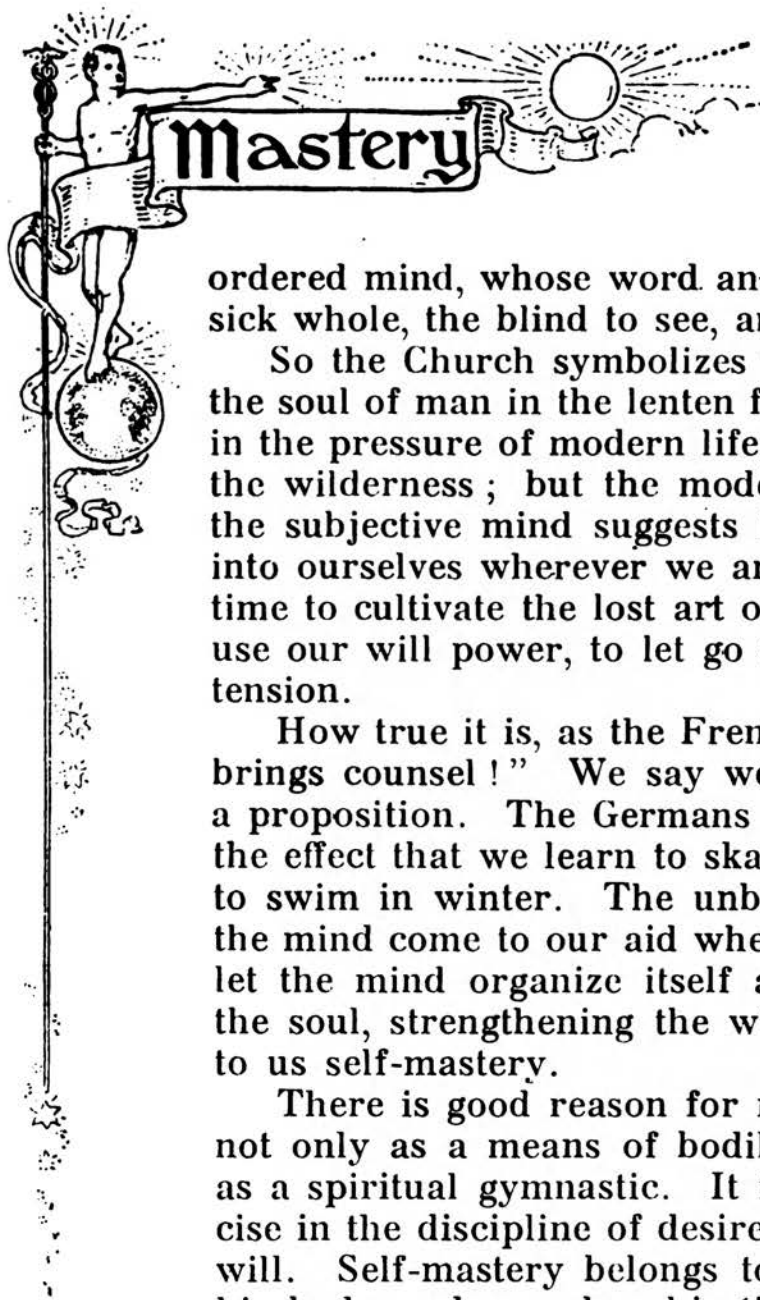 Mastery
ordered mind, whose word an
sick whole, the blind to see, a
So the Church symbolizes
the soul of man in the lenten
in the pressure of modern life
the wilderness ; but the mod
the subjective mind suggests
into ourselves wherever we a
time to cultivate the lost art o
use our will power, to let go
tension.
How true it is, as the Fren
brings counsel ! ” We say we
a proposition. The Germans
the effect that we learn to ska
to swim in winter. The unb
the mind come to our aid whe
let the mind organize itself a
the soul, strengthening the w
to us self-mastery.
There is good reason for
not only as a means of bodil
as a spiritual gymnastic. It
cise in the discipline of desire
will. Self-mastery belongs to